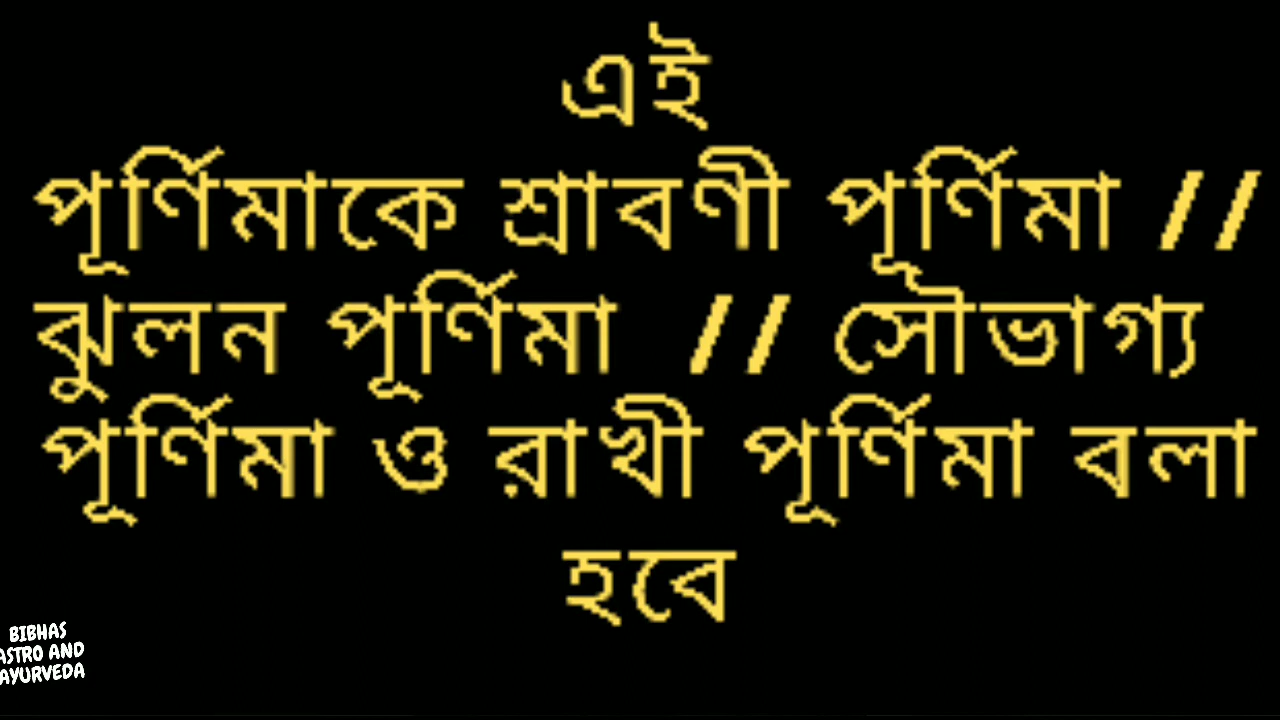 এই
পূর্ণিমাকে শ্রাবণী পূর্ণিমা //
ঝুলন পূর্ণিমা // সৌভাগ্য
পূর্ণিমা ও রাখী পূর্ণিমা বলা
হবে
BIBHAS
ASTRO AND
AYURVEDA